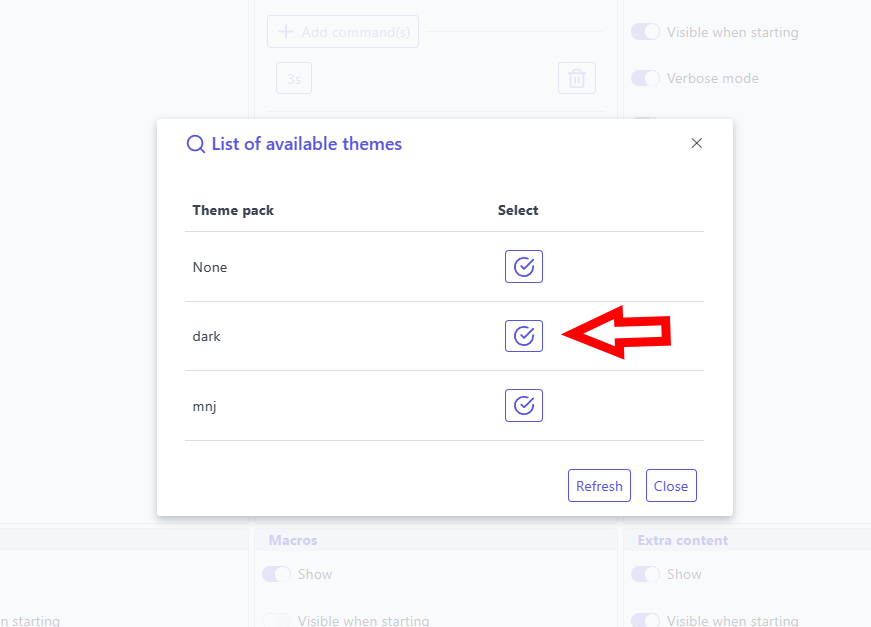 Add command(s)
Visible when starting
3s
Verbose mode
List of available themes
Theme pack Select
None
dark
mnj
Refresh Close
Macros
Extra content
Show
Show
n starting
Visible when starting
Visible when starting